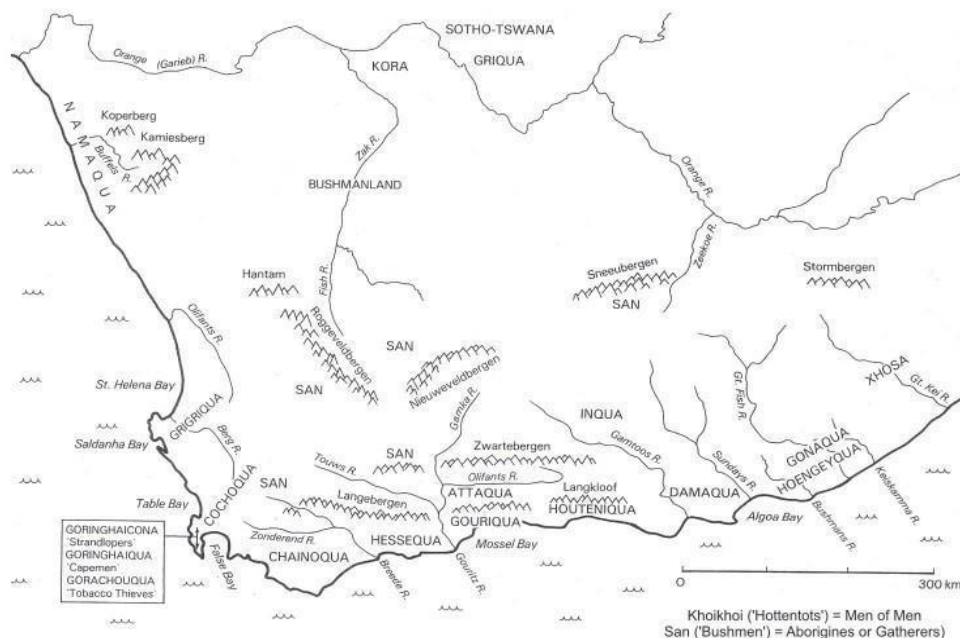 SOTHO-TSWANA
GRIQUA
KORA
Orange (Garieb) R.
NAMAQUA
Koperberg
Kamiesberg
Buffels R.
Zak R.
BUSHMANLAND
Orange R.
Zeekoe R.
Sneeubergen
SAN
Stormbergen
Hantam
Fish R.
Roggeveldbergen
Olifants R.
SAN
SAN
Nieuweveldbergen
St. Helena Bay
GRIGRIQUA
Saldanha Bay
Berg R.
Gamka R.
INQUA
Gt. Fish R.
XHOSA
Gt. Kei R.
Zwartebergen
Gamtoos R.
GONAQUA
HOENGEYQUA
SAN
Touws R.
SAN
Olifants R.
Sundays R.
Keiskamma R.
Table Bay
COCHOQUA
Langebergen
ATTAQUA
Langkloof
HOUTENIQUA
DAMAQUA
Bushmans R.
Algoa Bay
GOURIQUA
Zonderend R.
HESSEQUA
Mossel Bay
CHAINOQUA
False Bay
Breede R.
Gouritz R.
GORINGHAICONA
'Strandlopers'
GORINGHAIQUA
'Capemen'
GORACHOUQUA
'Tobacco Thieves'
0 300 km
Khoikhoi ('Hottentots') = Men of Men
San ('Bushmen') = Aborigines or Gatherers)